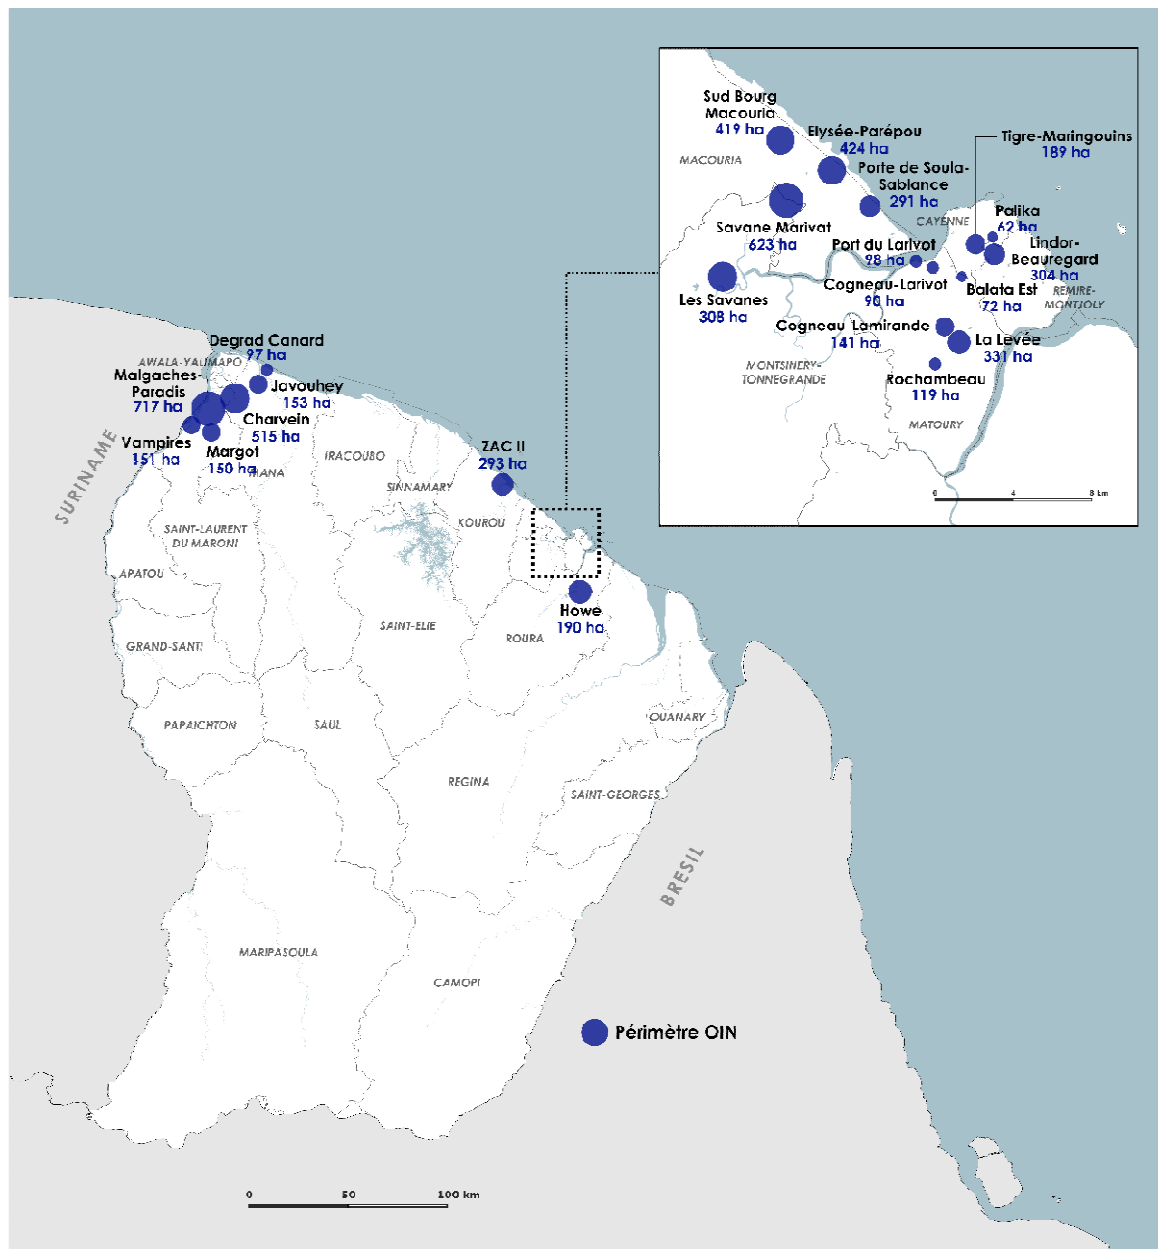 Sud Bourg
Macouria
419 ha
Elysée-Parépou
424 ha
Tigre-Maringouins
189 ha
MACOURIA
Porte de Soula-
Sablance
291 ha
Palika
62 ha
CAYENNE
Savane Marivat
623 ha
Port du Larivot
98 ha
Lindor-
Beauregard
304 ha
Cogneau-Larivot
90 ha
Balata Est
72 ha
REMIRE-
MONTJOLY
Les Savanes
308 ha
Cogneau Lamirande
141 ha
La Levée
331 ha
MONTSINERY-
TONNEGRANDE
Rochambeau
119 ha
MATOURY
0 4 8 km
Degrad Canard
97 ha
AWALA-YALIMAPO
Malgaches-
Paradis
717 ha
Javouhey
153 ha
Charvein
515 ha
Vampires
151 ha
Margot
150 ha
MANA
IRACOUBO
ZAC II
293 ha
SINNAMARY
KOUROU
SURINAME
SAINT-LAURENT
DU MARONI
APATOU
Howe
190 ha
GRAND-SANTI
SAINT-ELIE
ROURA
PAPAICHTON
SAUL
OUANARY
REGINA
SAINT-GEORGES
BRESIL
MARIPASOULA
CAMOPI
Périmètre OIN
0 50 100 km